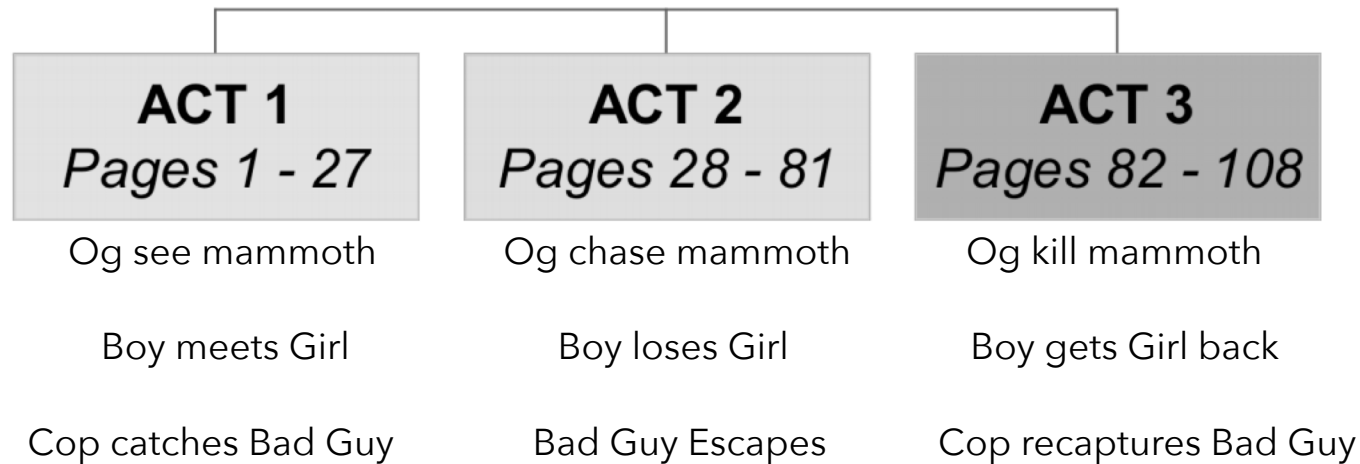 ACT 1
Pages 1 - 27
ACT 2
Pages 28 - 81
ACT 3
Pages 82 - 108
Og see mammoth
Og chase mammoth
Og kill mammoth
Boy meets Girl
Boy loses Girl
Boy gets Girl back
Cop catches Bad Guy
Bad Guy Escapes
Cop recaptures Bad Guy